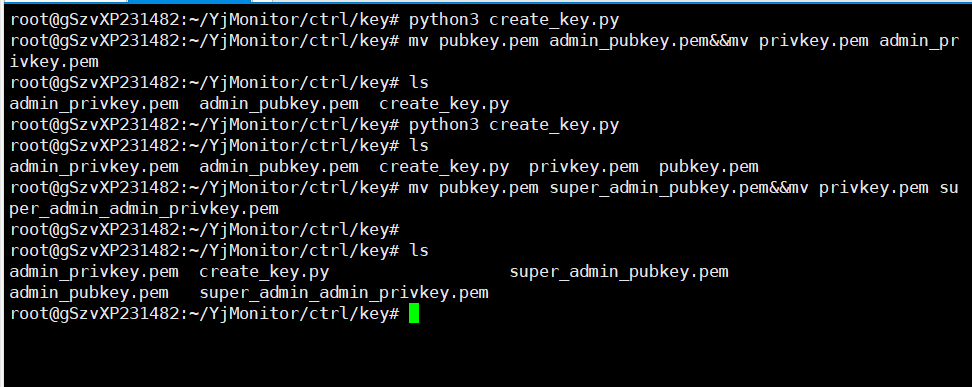 root@gSzvXP231482:~/YjMonitor/ctrl/key# python3 create_key.py
root@gSzvXP231482:~/YjMonitor/ctrl/key# mv pubkey.pem admin_pubkey.pem&&mv privkey.pem admin_pr
ivkey.pem
root@gSzvXP231482:~/YjMonitor/ctrl/key# ls
admin_privkey.pem  admin_pubkey.pem  create_key.py
root@gSzvXP231482:~/YjMonitor/ctrl/key# python3 create_key.py
root@gSzvXP231482:~/YjMonitor/ctrl/key# ls
admin_privkey.pem  admin_pubkey.pem  create_key.py  privkey.pem  pubkey.pem
root@gSzvXP231482:~/YjMonitor/ctrl/key# mv pubkey.pem super_admin_pubkey.pem&&mv privkey.pem su
per_admin_admin_privkey.pem
root@gSzvXP231482:~/YjMonitor/ctrl/key#
root@gSzvXP231482:~/YjMonitor/ctrl/key# ls
admin_privkey.pem  create_key.py                  super_admin_pubkey.pem
admin_pubkey.pem   super_admin_admin_privkey.pem
root@gSzvXP231482:~/YjMonitor/ctrl/key#